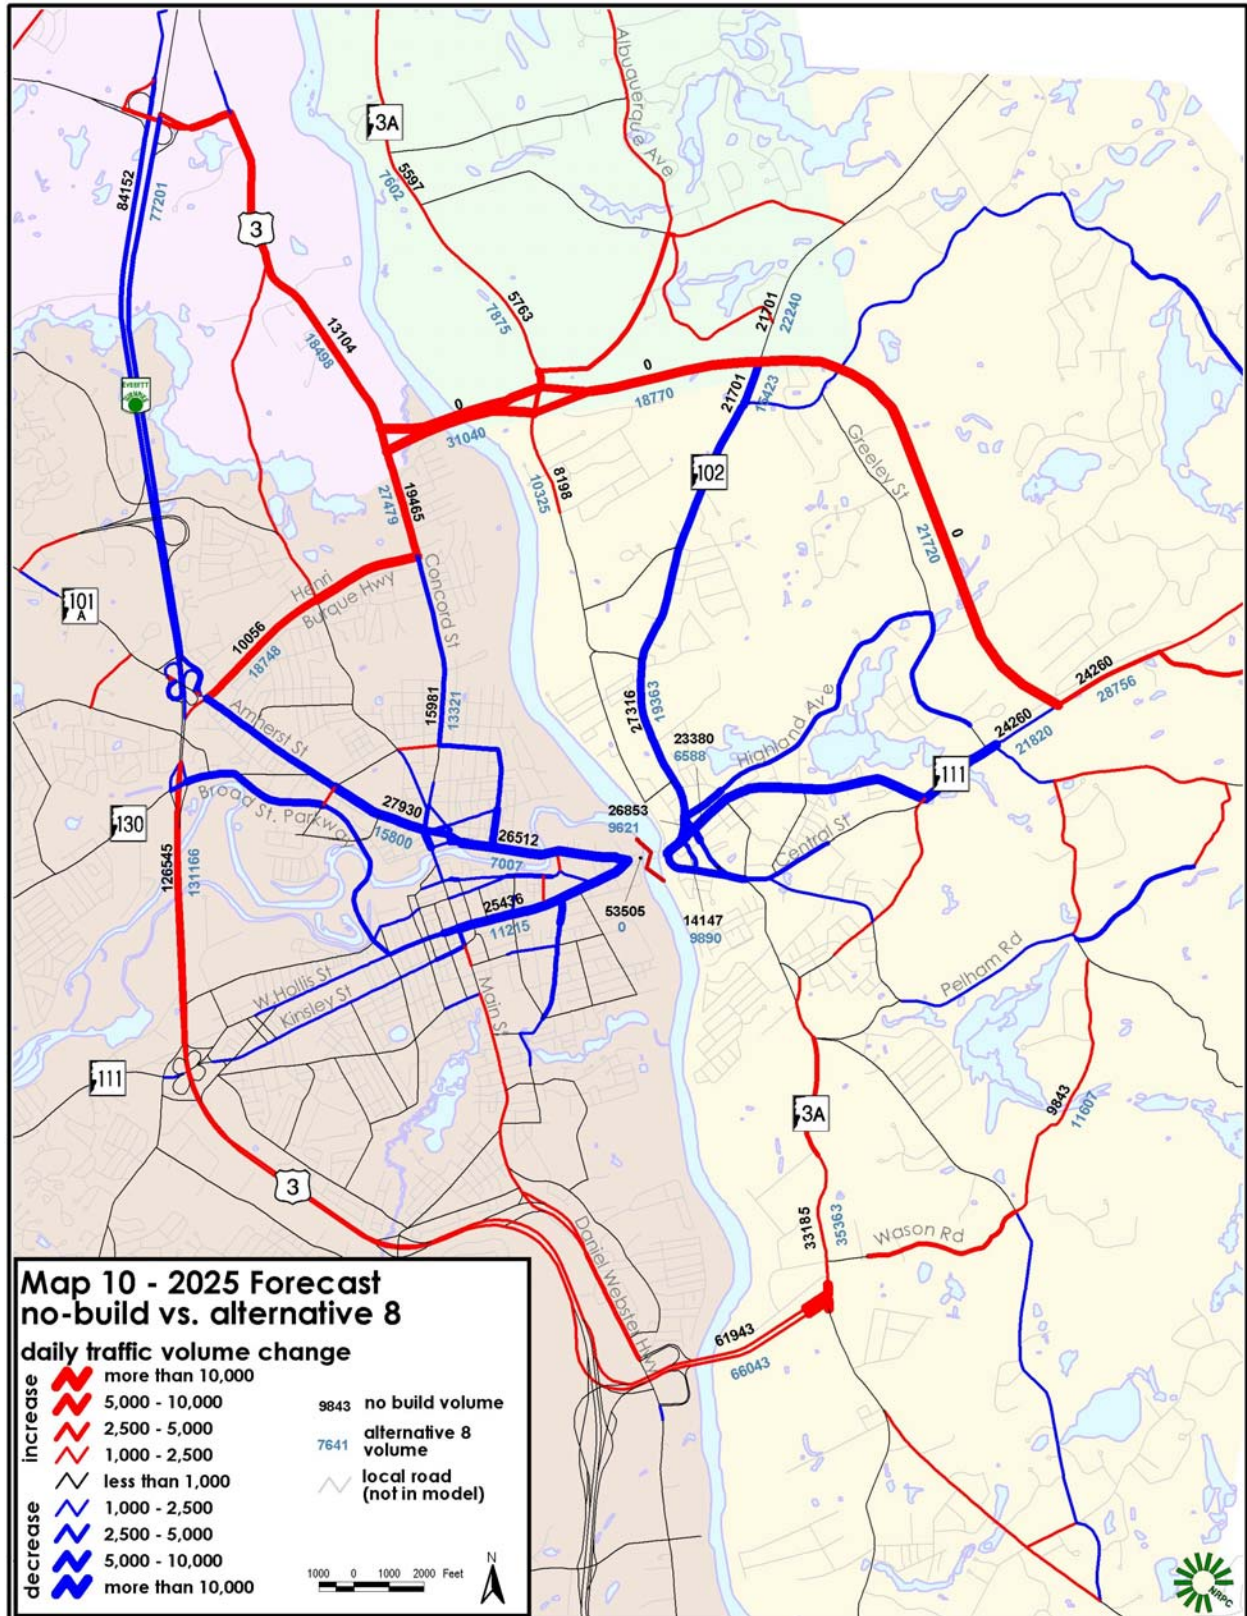 Albuquerque Ave
3A
5597
7602
84152
77201
3
5763
7875
21701
22240
13104
18498
0
18770
EVERETT
TURNPIKE
21701
15423
0
31040
Greeley St
102
19465
27479
8198
10325
0
21720
101
A
Henri
Burque Hwy
Concord St
10056
18748
24260
28756
15981
13321
27316
19363
23380
6588
Highland Ave
24260
21820
Amherst St
111
130
Broad St. Parkway
27930
15800
26512
7007
26853
9621
Central St
126545
131166
25436
11215
53505
0
14147
9890
Pelham Rd
W Hollis St
Kinsley St
Main St
111
3A
9843
11607
3
33185
35363
Wason Rd
Daniel Webster Hwy
61943
66043
Map 10 - 2025 Forecast
no-build vs. alternative 8
daily traffic volume change
increase
more than 10,000
5,000 - 10,000
2,500 - 5,000
1,000 - 2,500
less than 1,000
decrease
1,000 - 2,500
2,500 - 5,000
5,000 - 10,000
more than 10,000
9843 no build volume
7641 alternative 8
volume
local road
(not in model)
1000 0 1000 2000 Feet
N
NRPC